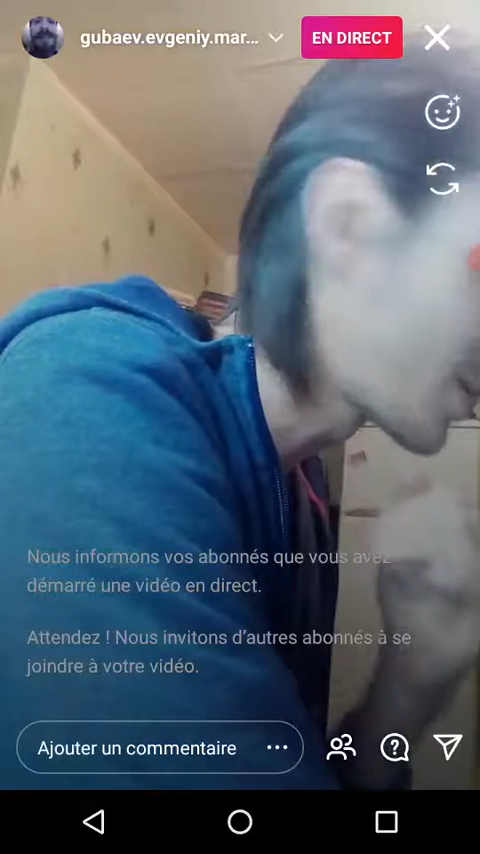 gubaev.evgeniy.mar...
EN DIRECT
Nous informons vos abonnés que vous avez
démarré une vidéo en direct.
Attendez ! Nous invitons d'autres abonnés à se
joindre à votre vidéo.
Ajouter un commentaire